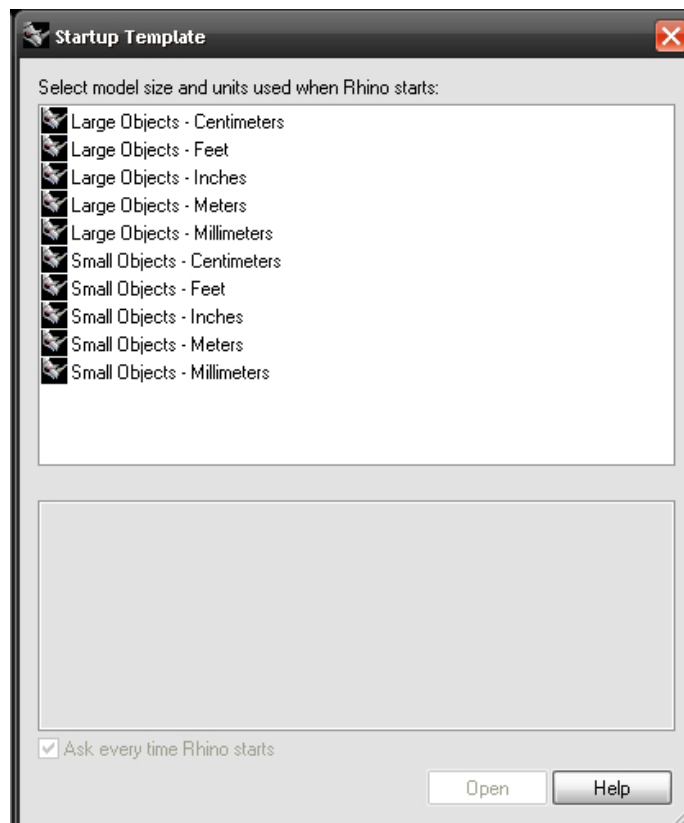 Startup Template
Select model size and units used when Rhino starts:
Large Objects - Centimeters
Large Objects - Feet
Large Objects - Inches
Large Objects - Meters
Large Objects - Millimeters
Small Objects - Centimeters
Small Objects - Feet
Small Objects - Inches
Small Objects - Meters
Small Objects - Millimeters
Ask every time Rhino starts
Open Help